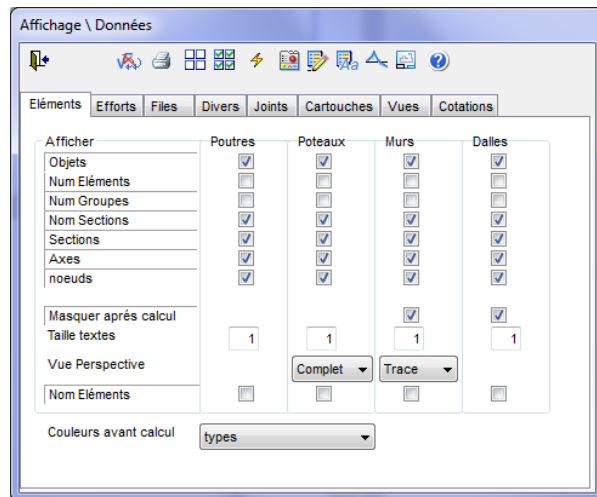 Affichage \ Données
Eléments Efforts Files Divers Joints Cartouches Vues Cotations
Afficher Poutres Poteaux Murs Dalles
Objets
Num Eléments
Num Groupes
Nom Sections
Sections
Axes
noeuds
Masquer aprés calcul
Taille textes 1 1 1 1
Vue Perspective Complet Trace
Nom Eléments
Couleurs avant calcul types